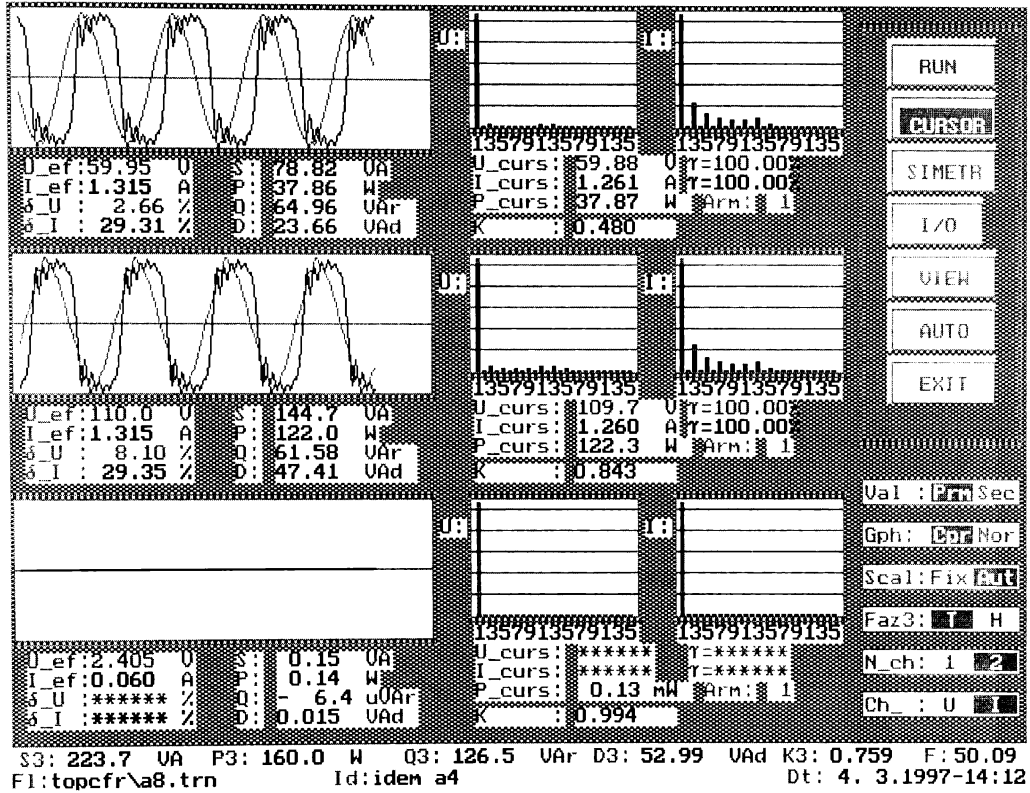 U: I:
1357913579135 1357913579135
U_ef:59.95 V S: 78.82 VA U_curs: 59.88 V γ=100.00%
I_ef:1.315 A P: 37.86 W I_curs: 1.261 A γ=100.00%
δ_U : 2.66 % Q: 64.96 VAr P_curs: 37.87 W Arm: 1
δ_I : 29.31 % D: 23.66 VAd K : 0.480
U: I:
1357913579135 1357913579135
U_ef:110.0 V S: 144.7 VA U_curs: 109.7 V γ=100.00%
I_ef:1.315 A P: 122.0 W I_curs: 1.260 A γ=100.00%
δ_U : 8.10 % Q: 61.58 VAr P_curs: 122.3 W Arm: 1
δ_I : 29.35 % D: 47.41 VAd K : 0.843
U: I:
1357913579135 1357913579135
U_ef:2.405 V S: 0.15 VA U_curs: ****** γ=******
I_ef:0.060 A P: 0.14 W I_curs: ****** γ=******
δ_U :****** % Q: - 6.4 uVAr P_curs: 0.13 mW Arm: 1
δ_I :****** % D: 0.015 VAd K : 0.994
RUN
CURSOR
SIMETR
I/O
VIEW
AUTO
EXIT
Val : Prm Sec
Gph: Cor Nor
Scal: Fix Aut
Faz3: T H
N_ch: 1 2
Ch_ : U I
S3: 223.7 VA P3: 160.0 W Q3: 126.5 VAr D3: 52.99 VAd K3: 0.759 F:50.09
Fl:topcfr\a8.trn Id:idem a4 Dt: 4. 3.1997-14:12